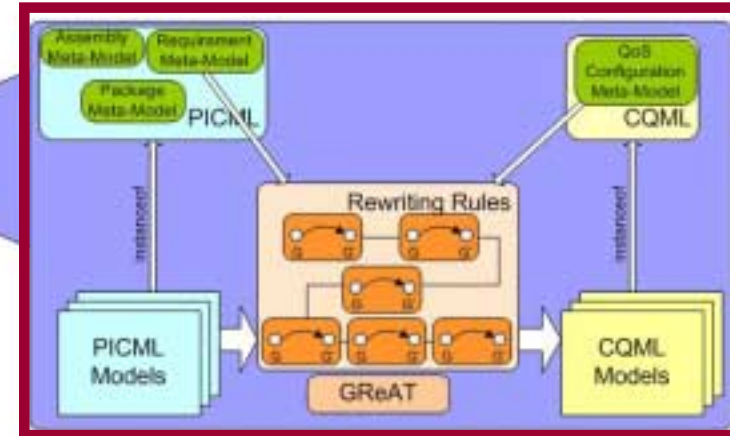 Assembly
Meta-Model
Requirement
Meta-Model
Package
Meta-Model
PICML
QoS
Configuration
Meta-Model
CQML
instanceof
instanceof
Rewriting Rules
G G'
G G'
G G'
G G'
G G'
G G'
PICML
Models
CQML
Models
GReAT